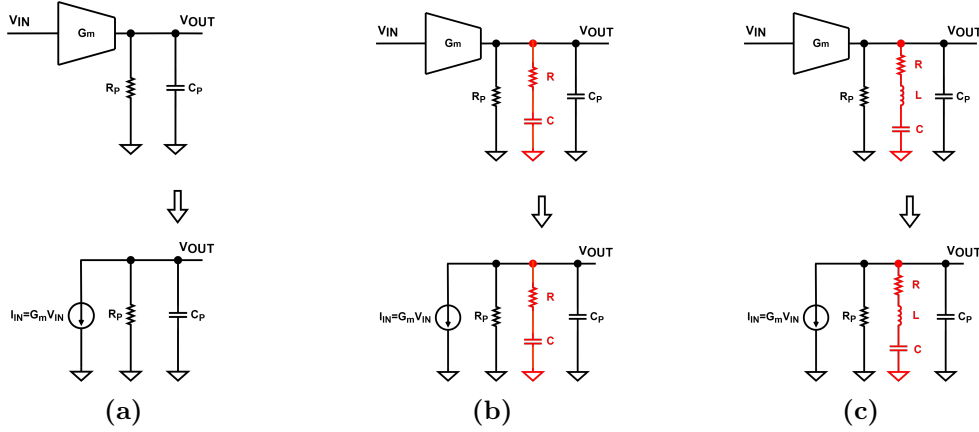 VIN Gm VOUT
RP CP
VIN Gm VOUT
RP R C CP
VIN Gm VOUT
RP R L C CP
VOUT
IIN=GmVIN RP CP
VOUT
IIN=GmVIN RP R C CP
VOUT
IIN=GmVIN RP R L C CP
(a) (b) (c)